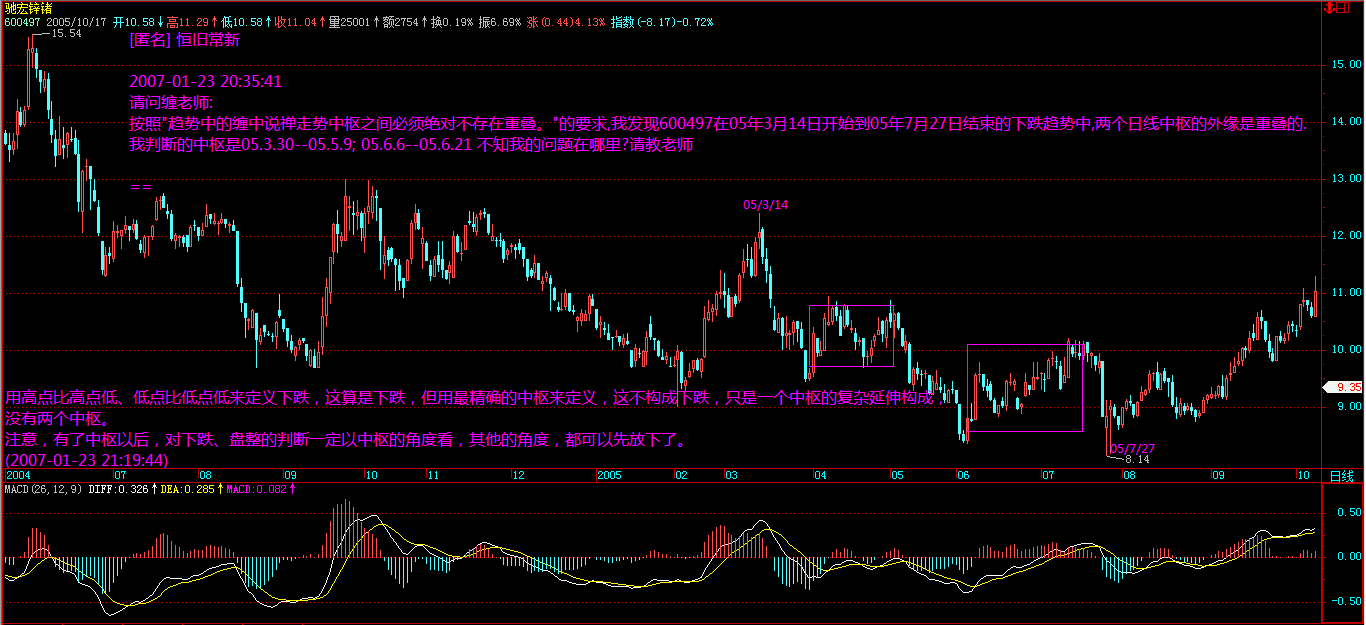 驰宏锌锗
600497 2005/10/17 开10.58↓高11.29↑低10.58↑收11.04↑量25001↑额2754↑换0.19% 振6.69% 涨(0.44)4.13% 指数(-8.17)-0.72%
15.54
[匿名] 恒旧常新
2007-01-23 20:35:41
请问缠老师:
按照"趋势中的缠中说禅走势中枢之间必须绝对不存在重叠。"的要求,我发现600497在05年3月14日开始到05年7月27日结束的下跌趋势中,两个日线中枢的外缘是重叠的.
我判断的中枢是05.3.30--05.5.9; 05.6.6--05.6.21 不知我的问题在哪里?请教老师
==
05/3/14
15.00
14.00
13.00
12.00
11.00
10.00
9.35
9.00
用高点比高点低、低点比低点低来定义下跌，这算是下跌，但用最精确的中枢来定义，这不构成下跌，只是一个中枢的复杂延伸构成，
没有两个中枢。
注意，有了中枢以后，对下跌、盘整的判断一定以中枢的角度看，其他的角度，都可以先放下了。
(2007-01-23 21:19:44)
05/7/27
8.14
2004 07 08 09 10 11 12 2005 02 03 04 05 06 07 08 09 10 日线
MACD(26,12,9) DIFF:0.326↑DEA:0.285↑MACD:0.082↑
0.50
0.00
-0.50